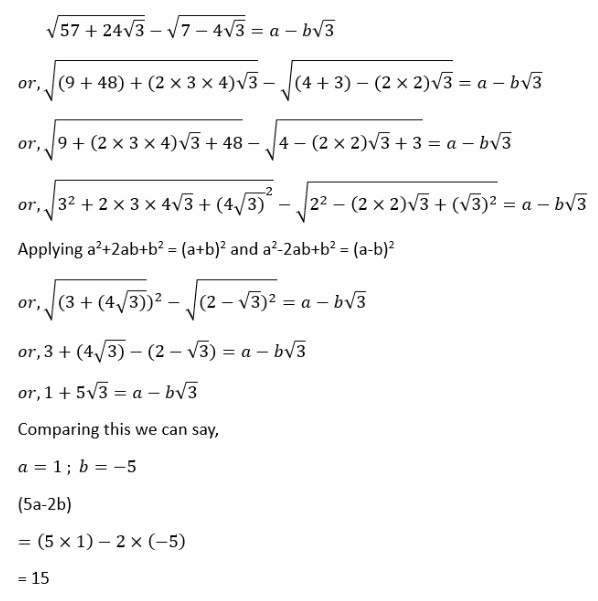 √(57 + 24√3) − √(7 − 4√3) = a − b√3
or, √((9 + 48) + (2 × 3 × 4)√3) − √((4 + 3) − (2 × 2)√3) = a − b√3
or, √(9 + (2 × 3 × 4)√3 + 48) − √(4 − (2 × 2)√3 + 3) = a − b√3
or, √(3² + 2 × 3 × 4√3 + (4√3)²) − √(2² − (2 × 2)√3 + (√3)²) = a − b√3
Applying a²+2ab+b² = (a+b)² and a²-2ab+b² = (a-b)²
or, √((3 + (4√3))²) − √((2 − √3)²) = a − b√3
or, 3 + (4√3) − (2 − √3) = a − b√3
or, 1 + 5√3 = a − b√3
Comparing this we can say,
a = 1 ; b = −5
(5a-2b)
= (5 × 1) − 2 × (−5)
= 15